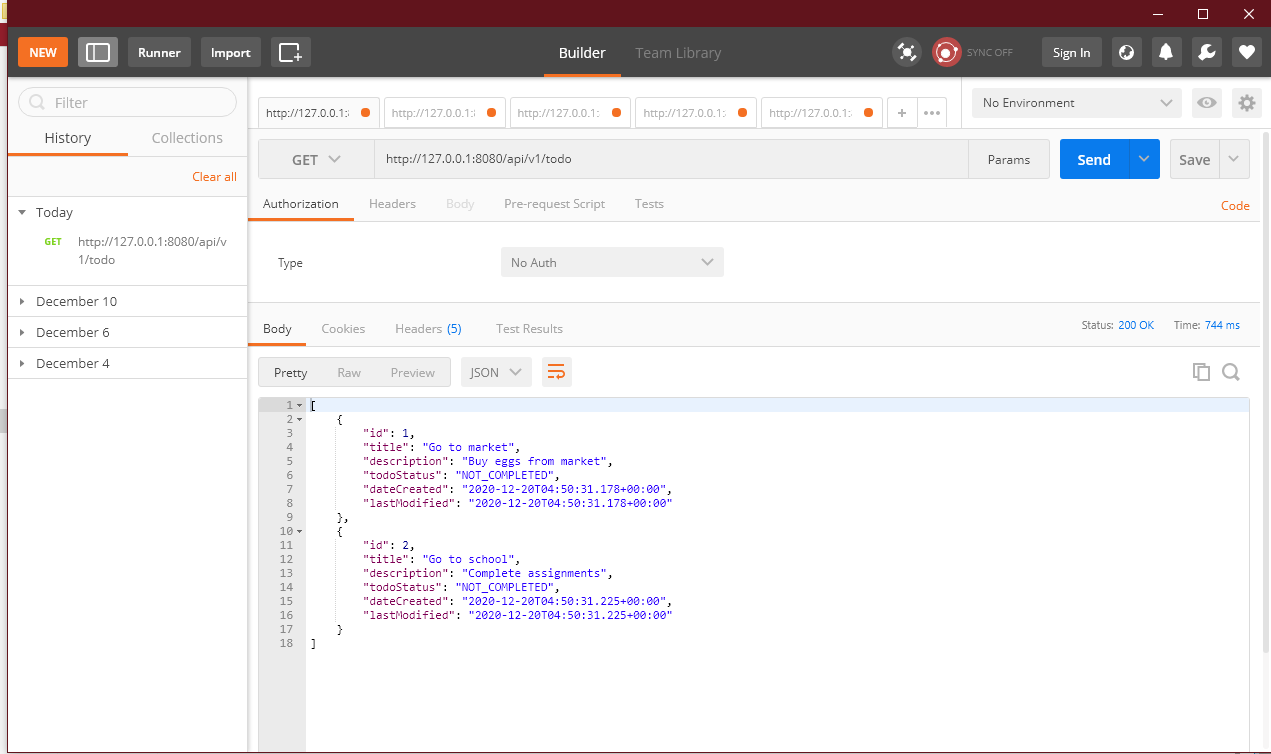 NEW Runner Import Builder Team Library SYNC OFF Sign In
Filter
History Collections
Clear all
Today
GET http://127.0.0.1:8080/api/v
1/todo
December 10
December 6
December 4
http://127.0.0.1: http://127.0.0.1: http://127.0.0.1: http://127.0.0.1: http://127.0.0.1: + ••• No Environment
GET http://127.0.0.1:8080/api/v1/todo Params Send Save
Authorization Headers Body Pre-request Script Tests Code
Type No Auth
Body Cookies Headers (5) Test Results Status: 200 OK Time: 744 ms
Pretty Raw Preview JSON
1 [
2 {
3 "id": 1,
4 "title": "Go to market",
5 "description": "Buy eggs from market",
6 "todoStatus": "NOT_COMPLETED",
7 "dateCreated": "2020-12-20T04:50:31.178+00:00",
8 "lastModified": "2020-12-20T04:50:31.178+00:00"
9 },
10 {
11 "id": 2,
12 "title": "Go to school",
13 "description": "Complete assignments",
14 "todoStatus": "NOT_COMPLETED",
15 "dateCreated": "2020-12-20T04:50:31.225+00:00",
16 "lastModified": "2020-12-20T04:50:31.225+00:00"
17 }
18 ]